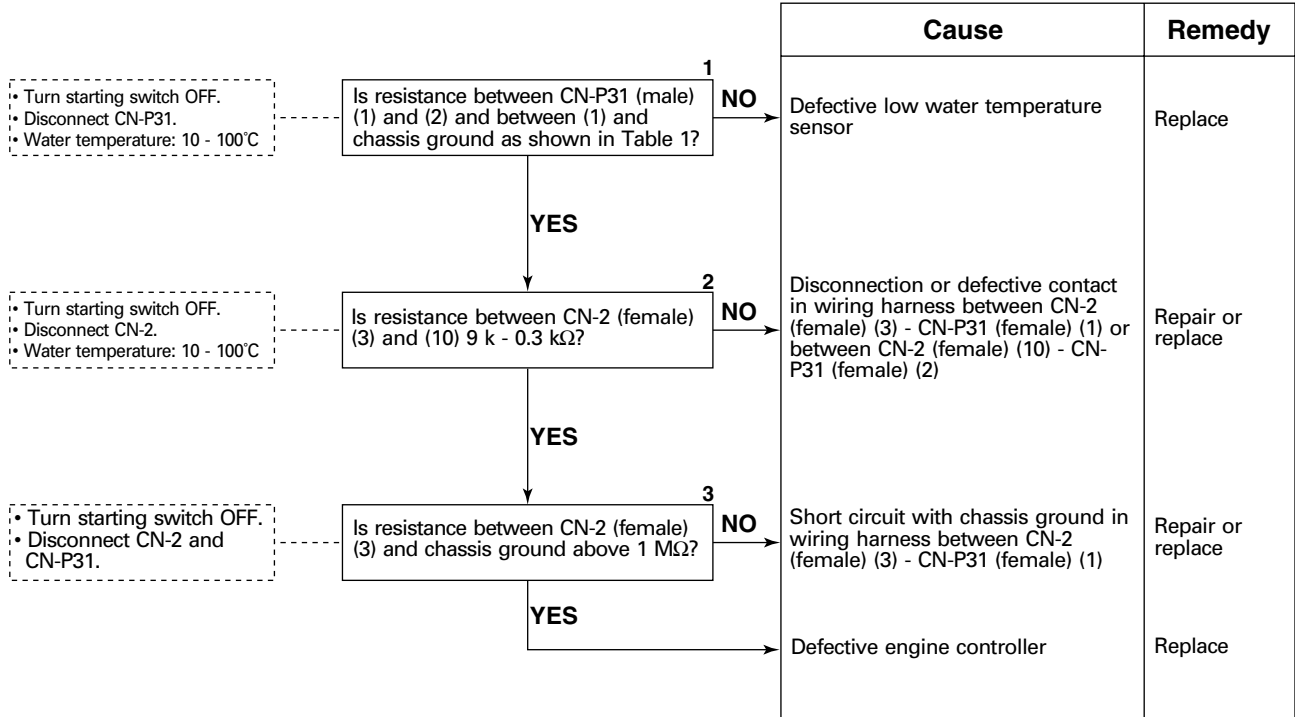 Cause
Remedy
• Turn starting switch OFF.
• Disconnect CN-P31.
• Water temperature: 10 - 100°C
1
Is resistance between CN-P31 (male)
(1) and (2) and between (1) and
chassis ground as shown in Table 1?
NO
Defective low water temperature
sensor
Replace
YES
• Turn starting switch OFF.
• Disconnect CN-2.
• Water temperature: 10 - 100°C
2
Is resistance between CN-2 (female)
(3) and (10) 9 k - 0.3 kΩ?
NO
Disconnection or defective contact
in wiring harness between CN-2
(female) (3) - CN-P31 (female) (1) or
between CN-2 (female) (10) - CN-
P31 (female) (2)
Repair or
replace
YES
• Turn starting switch OFF.
• Disconnect CN-2 and
CN-P31.
3
Is resistance between CN-2 (female)
(3) and chassis ground above 1 MΩ?
NO
Short circuit with chassis ground in
wiring harness between CN-2
(female) (3) - CN-P31 (female) (1)
Repair or
replace
YES
Defective engine controller
Replace